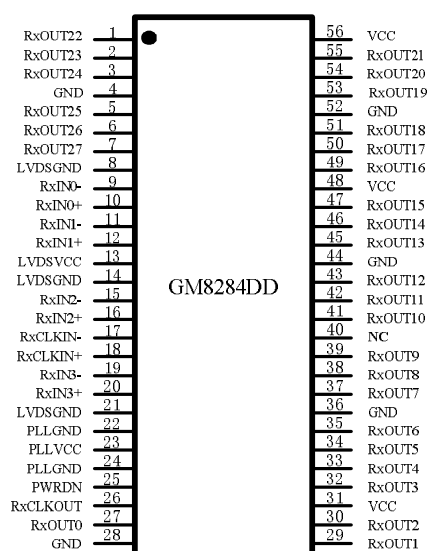 RxOUT22 1 56 VCC
RxOUT23 2 55 RxOUT21
RxOUT24 3 54 RxOUT20
GND 4 53 RxOUT19
RxOUT25 5 52 GND
RxOUT26 6 51 RxOUT18
RxOUT27 7 50 RxOUT17
LVDSGND 8 49 RxOUT16
RxIN0- 9 48 VCC
RxIN0+ 10 47 RxOUT15
RxIN1- 11 46 RxOUT14
RxIN1+ 12 45 RxOUT13
LVDSVCC 13 44 GND
LVDSGND 14 43 RxOUT12
GM8284DD
RxIN2- 15 42 RxOUT11
RxIN2+ 16 41 RxOUT10
RxCLKIN- 17 40 NC
RxCLKIN+ 18 39 RxOUT9
RxIN3- 19 38 RxOUT8
RxIN3+ 20 37 RxOUT7
LVDSGND 21 36 GND
PLLGND 22 35 RxOUT6
PLLVCC 23 34 RxOUT5
PLLGND 24 33 RxOUT4
PWRDN 25 32 RxOUT3
RxCLKOUT 26 31 VCC
RxOUT0 27 30 RxOUT2
GND 28 29 RxOUT1